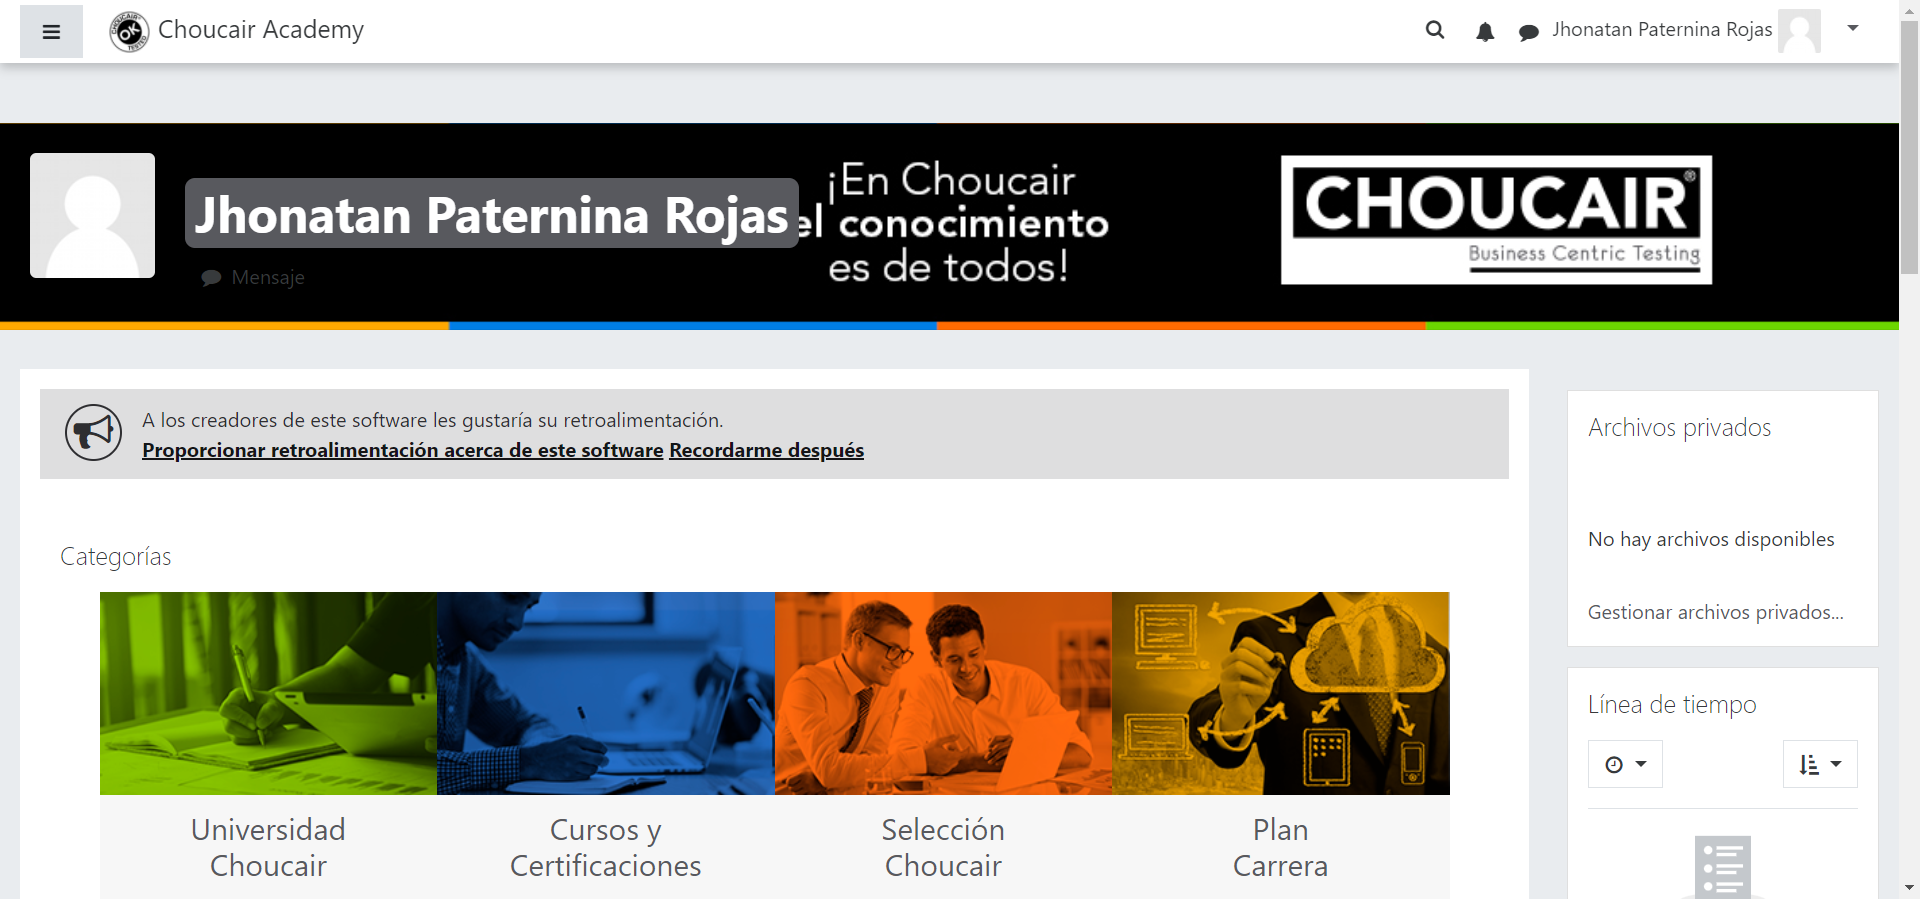 Choucair Academy
Jhonatan Paternina Rojas
Jhonatan Paternina Rojas
Mensaje
¡En Choucair
el conocimiento
es de todos!
CHOUCAIR®
Business Centric Testing
A los creadores de este software les gustaría su retroalimentación.
Proporcionar retroalimentación acerca de este software Recordarme después
Categorías
Universidad
Choucair
Cursos y
Certificaciones
Selección
Choucair
Plan
Carrera
Archivos privados
No hay archivos disponibles
Gestionar archivos privados...
Línea de tiempo